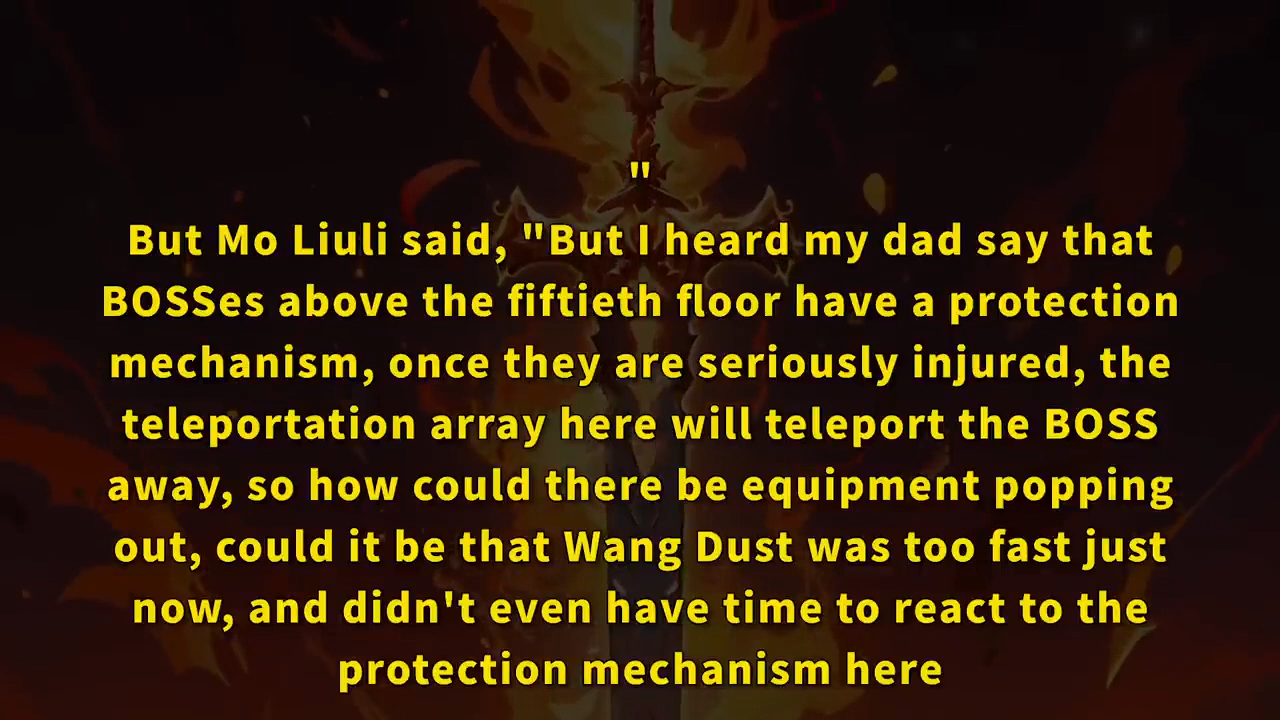 "
But Mo Liuli said, "But I heard my dad say that
BOSSes above the fiftieth floor have a protection
mechanism, once they are seriously injured, the
teleportation array here will teleport the BOSS
away, so how could there be equipment popping
out, could it be that Wang Dust was too fast just
now, and didn't even have time to react to the
protection mechanism here